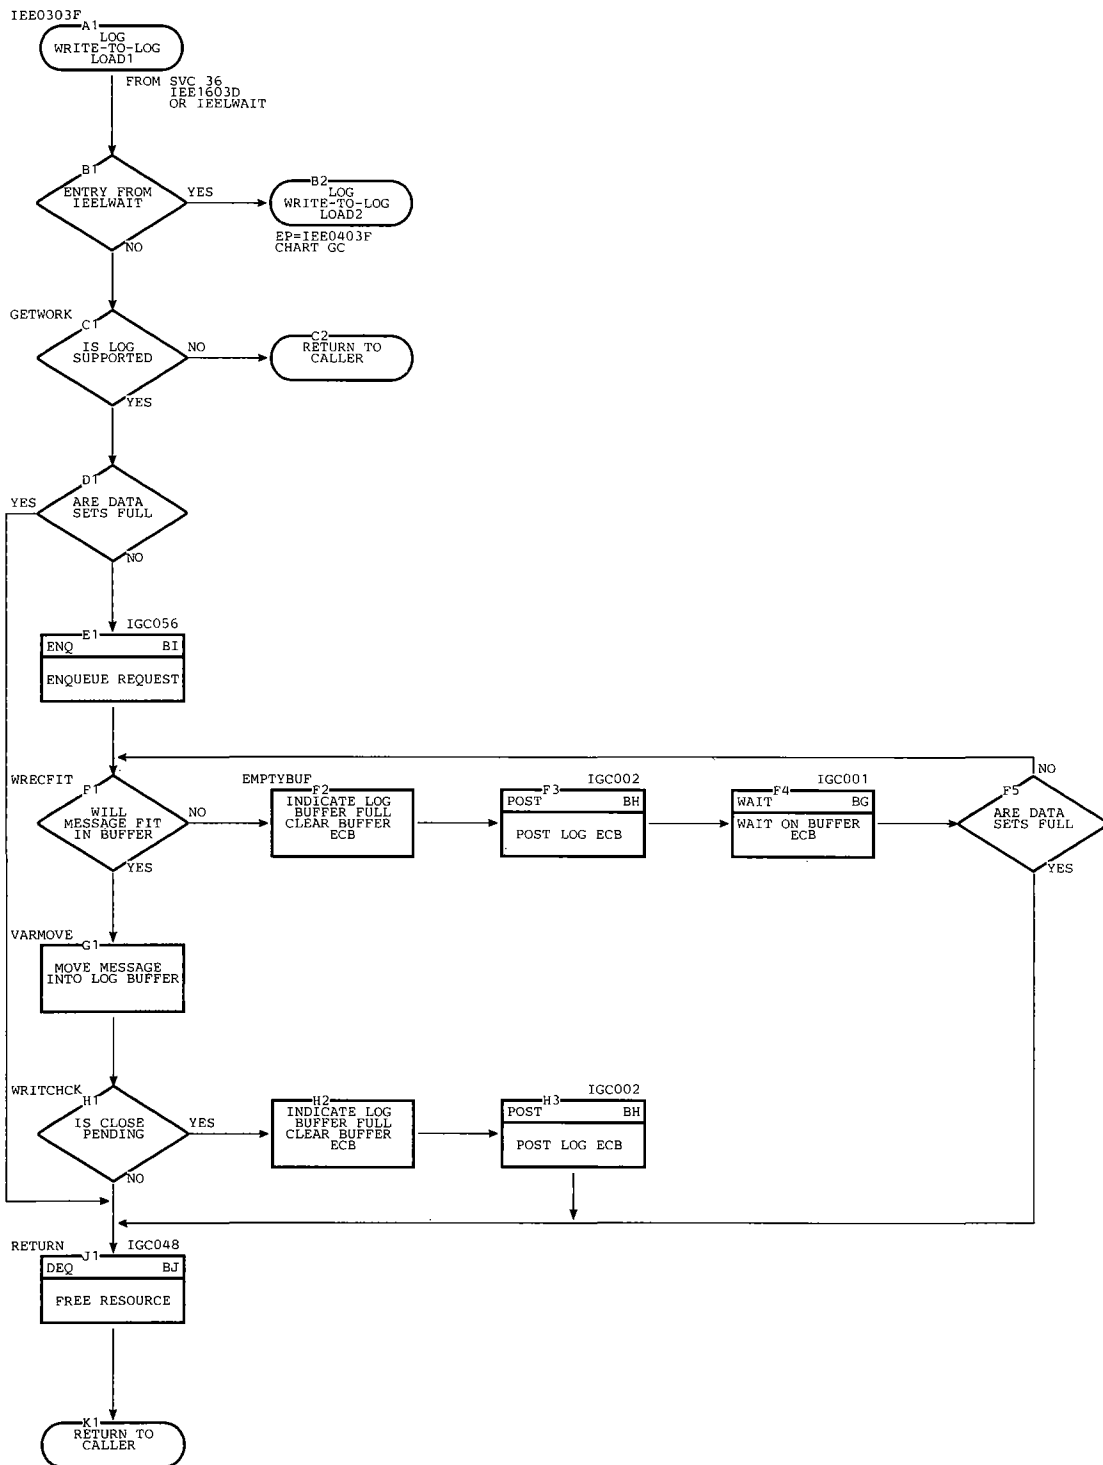 IEE0303F
A1
LOG
WRITE-TO-LOG
LOAD1
FROM SVC 36
IEE1603D
OR IEELWAIT
B1
ENTRY FROM
IEELWAIT
YES
NO
B2
LOG
WRITE-TO-LOG
LOAD2
EP=IEE0403F
CHART GC
GETWORK
C1
IS LOG
SUPPORTED
NO
YES
C2
RETURN TO
CALLER
D1
ARE DATA
SETS FULL
YES
NO
IGC056
E1
ENQ BI
ENQUEUE REQUEST
WRECFIT
F1
WILL
MESSAGE FIT
IN BUFFER
NO
YES
EMPTYBUF
F2
INDICATE LOG
BUFFER FULL
CLEAR BUFFER
ECB
IGC002
F3
POST BH
POST LOG ECB
IGC001
F4
WAIT BG
WAIT ON BUFFER
ECB
NO
F5
ARE DATA
SETS FULL
YES
VARMOVE
G1
MOVE MESSAGE
INTO LOG BUFFER
WRITCHCK
H1
IS CLOSE
PENDING
YES
NO
H2
INDICATE LOG
BUFFER FULL
CLEAR BUFFER
ECB
IGC002
H3
POST BH
POST LOG ECB
RETURN
IGC048
J1
DEQ BJ
FREE RESOURCE
K1
RETURN TO
CALLER